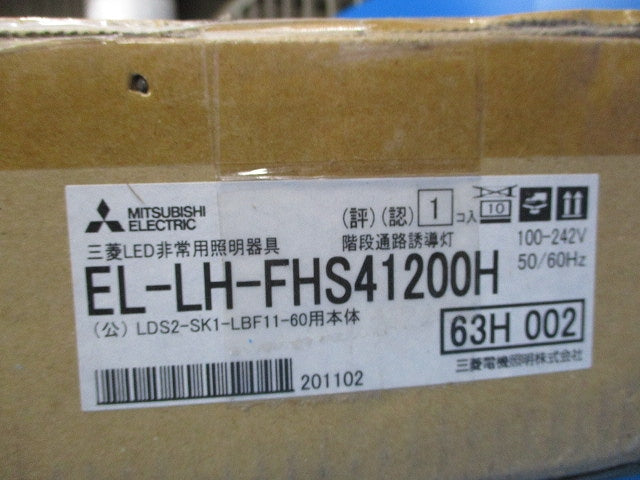 MITSUBISHI
ELECTRIC
(評)(認) 1 コ入 10
三菱LED非常用照明器具
階段通路誘導灯
100-242V
50/60Hz
EL-LH-FHS41200H
(公) LDS2-SK1-LBF11-60用本体
63H 002
三菱電機照明株式会社
201102